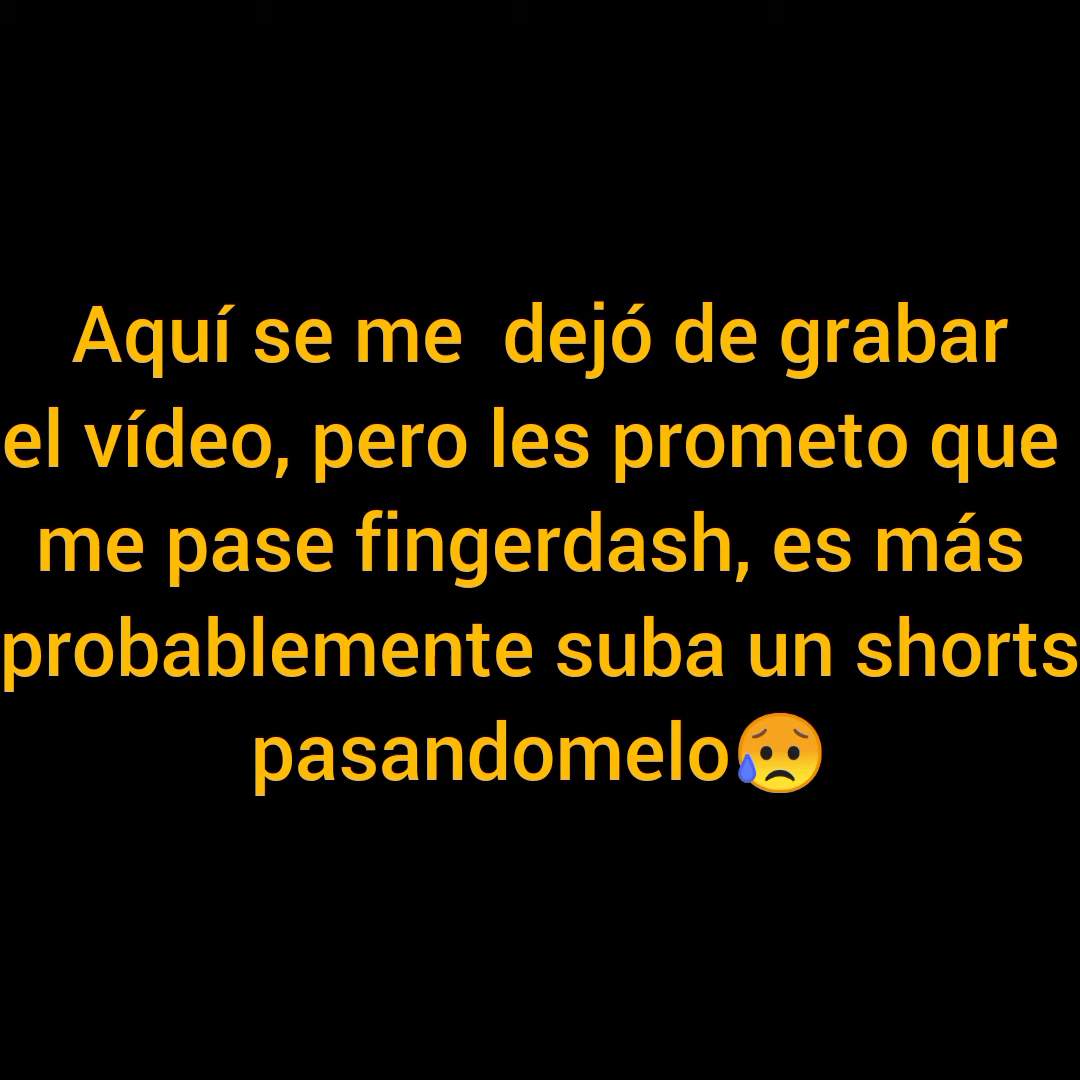 Aquí se me  dejó de grabar
el vídeo, pero les prometo que
me pase fingerdash, es más
probablemente suba un shorts
pasandomelo😥